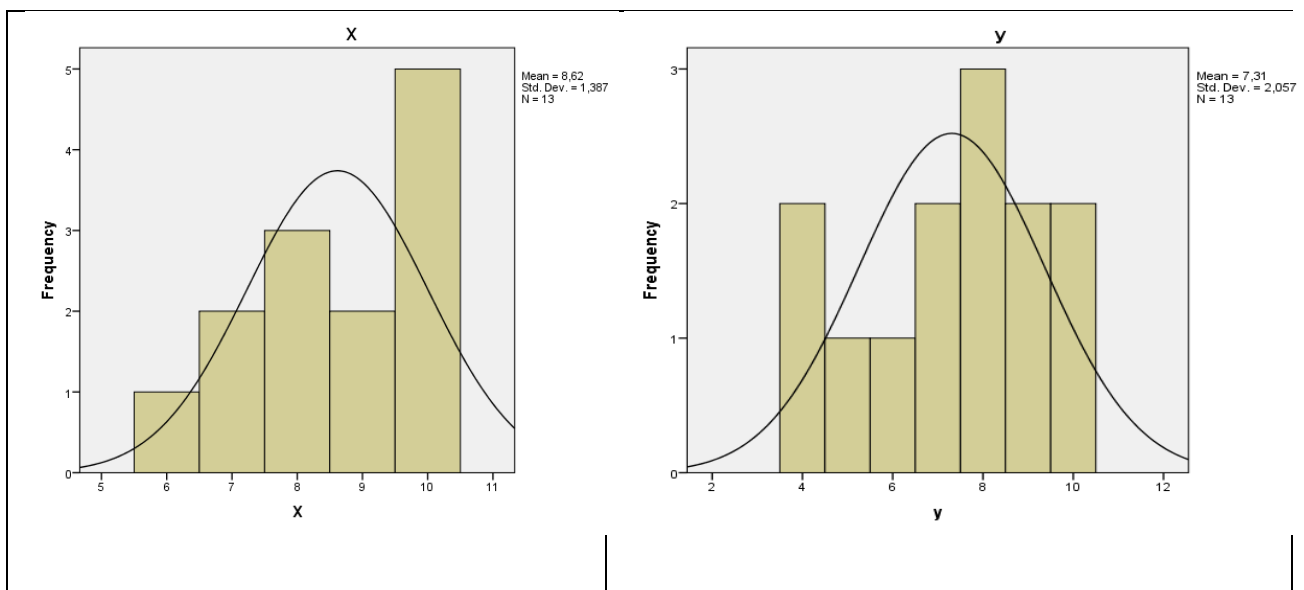 X
Mean = 8,62
Std. Dev. = 1,387
N = 13
Frequency
5
4
3
2
1
0
5 6 7 8 9 10 11
X
y
Mean = 7,31
Std. Dev. = 2,057
N = 13
Frequency
3
2
1
0
2 4 6 8 10 12
y